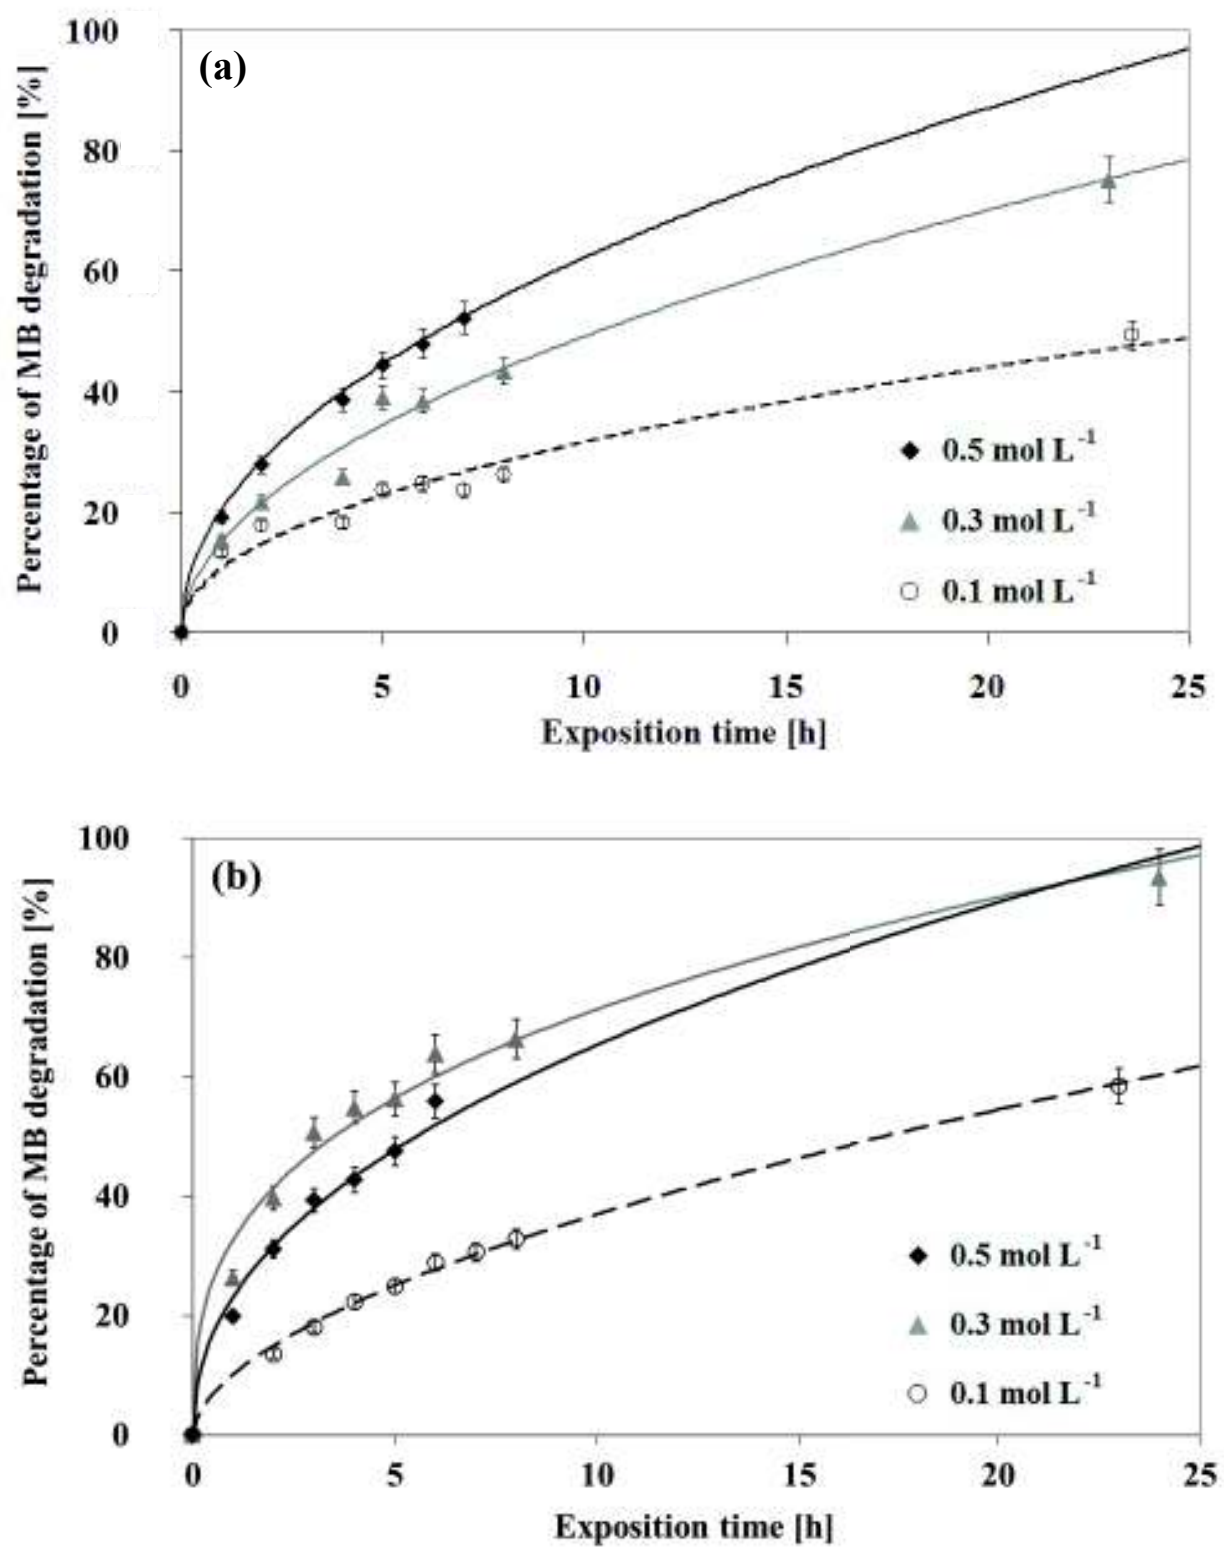 (a)
Percentage of MB degradation [%]
100
80
60
40
20
0
0.5 mol L⁻¹
0.3 mol L⁻¹
0.1 mol L⁻¹
0 5 10 15 20 25
Exposition time [h]
(b)
Percentage of MB degradation [%]
100
80
60
40
20
0
0.5 mol L⁻¹
0.3 mol L⁻¹
0.1 mol L⁻¹
0 5 10 15 20 25
Exposition time [h]